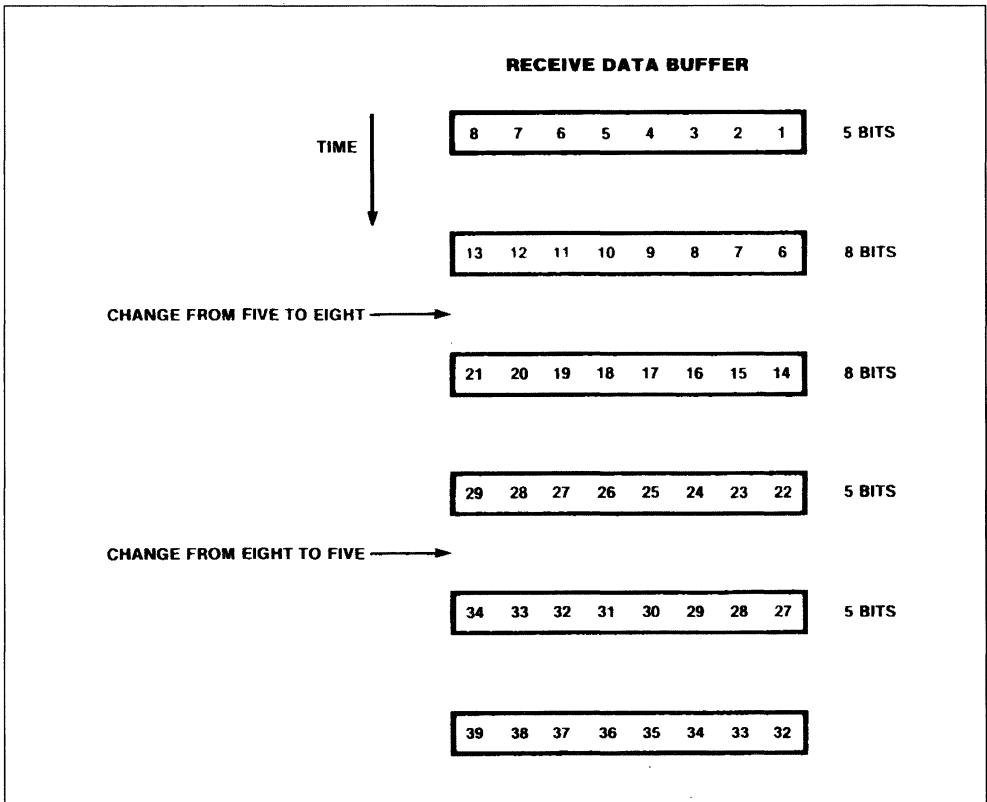 RECEIVE DATA BUFFER
TIME
8 7 6 5 4 3 2 1 5 BITS
13 12 11 10 9 8 7 6 8 BITS
CHANGE FROM FIVE TO EIGHT
21 20 19 18 17 16 15 14 8 BITS
29 28 27 26 25 24 23 22 5 BITS
CHANGE FROM EIGHT TO FIVE
34 33 32 31 30 29 28 27 5 BITS
39 38 37 36 35 34 33 32